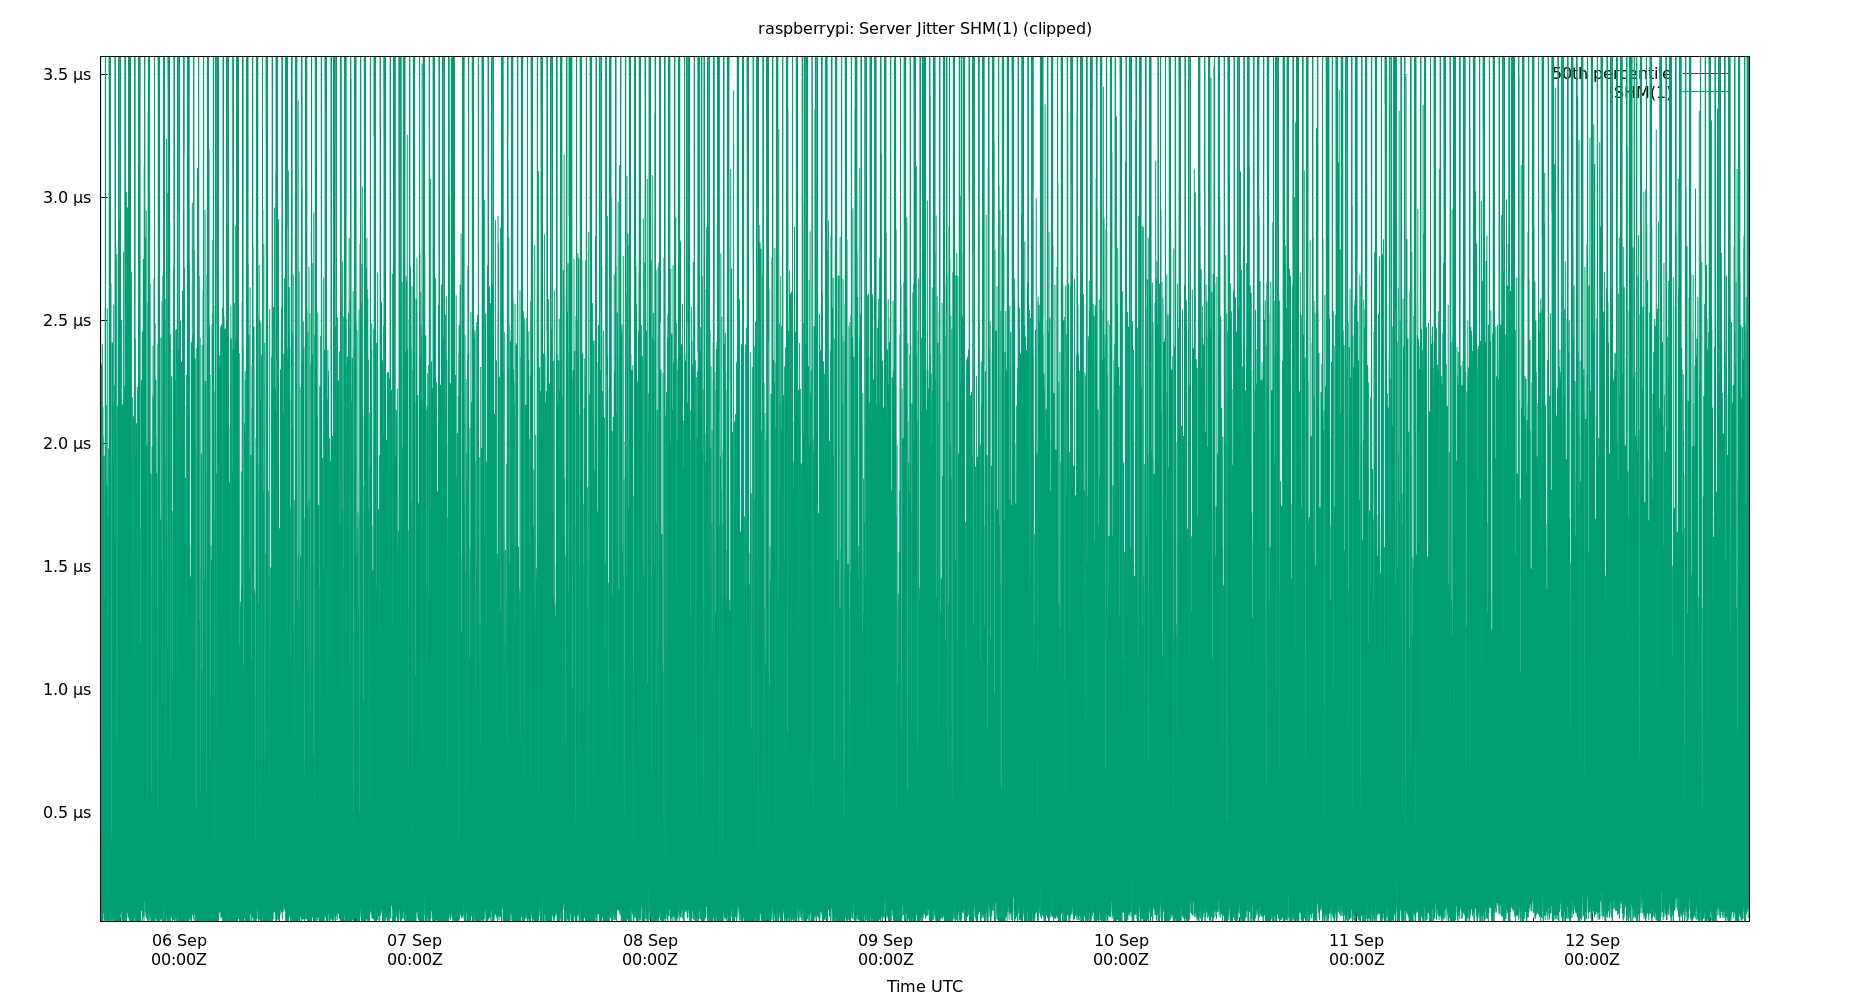 raspberrypi: Server Jitter SHM(1) (clipped)
3.5 µs
3.0 µs
2.5 µs
2.0 µs
1.5 µs
1.0 µs
0.5 µs
50th percentile
SHM(1)
06 Sep
00:00Z
07 Sep
00:00Z
08 Sep
00:00Z
09 Sep
00:00Z
10 Sep
00:00Z
11 Sep
00:00Z
12 Sep
00:00Z
Time UTC